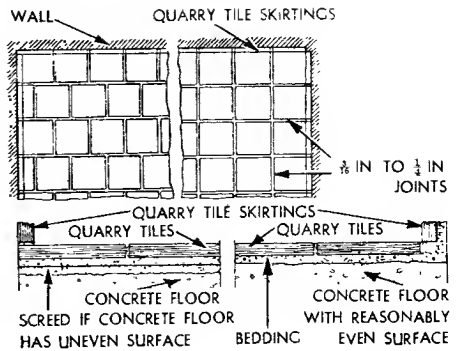 WALL
QUARRY TILE SKIRTINGS
3/16 IN TO 1/4 IN
JOINTS
QUARRY TILE SKIRTINGS
QUARRY TILES
QUARRY TILES
CONCRETE FLOOR
SCREED IF CONCRETE FLOOR
HAS UNEVEN SURFACE
BEDDING
CONCRETE FLOOR
WITH REASONABLY
EVEN SURFACE